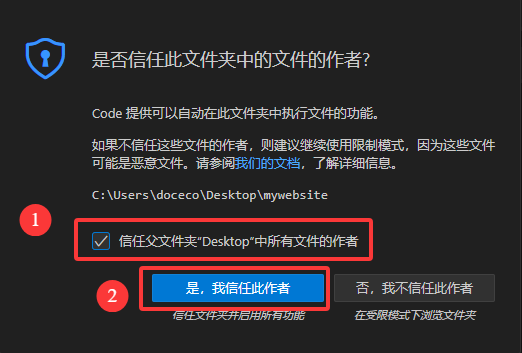 是否信任此文件夹中的文件的作者?
Code 提供可以自动在此文件夹中执行文件的功能。
如果不信任这些文件的作者，则建议继续使用限制模式，因为这些文件
可能是恶意文件。请参阅我们的文档，了解详细信息。
C:\Users\doceco\Desktop\mywebsite
1
信任父文件夹“Desktop”中所有文件的作者
2
是，我信任此作者
否，我不信任此作者
信任文件夹并启用所有功能
在受限模式下浏览文件夹